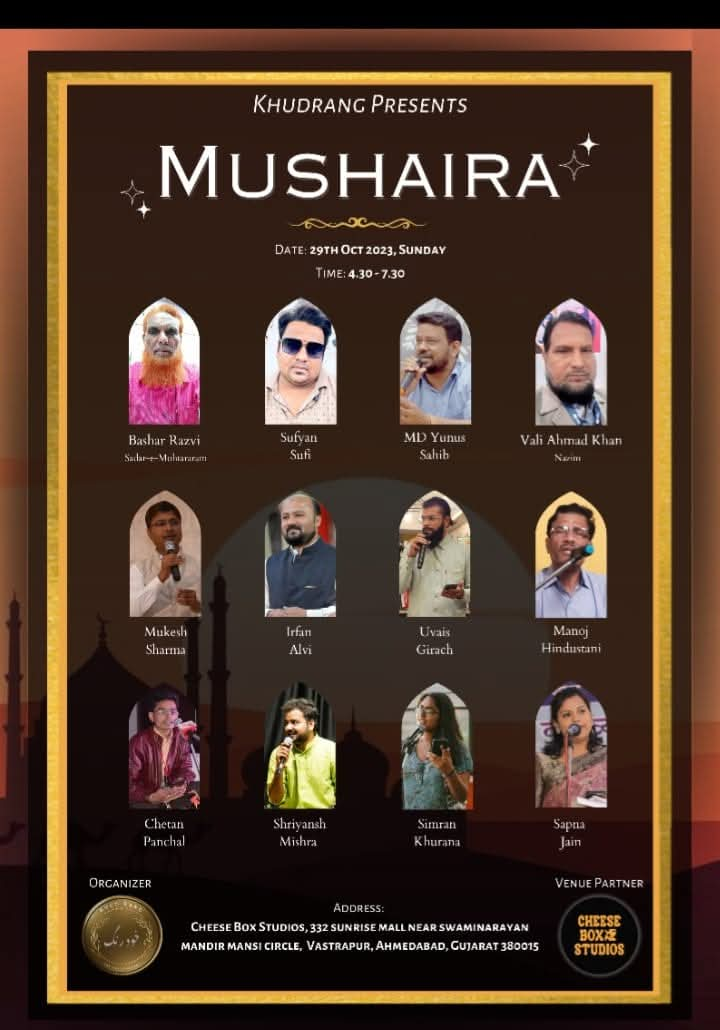 KHUDRANG PRESENTS
MUSHAIRA
DATE: 29TH OCT 2023, SUNDAY
TIME: 4.30 - 7.30
Bashar Razvi
Sadar-e-Muhtararam
Sufyan
Sufi
MD Yunus
Sahib
Vali Ahmad Khan
Nazim
Mukesh
Sharma
Irfan
Alvi
Uvais
Girach
Manoj
Hindustani
Chetan
Panchal
Shriyansh
Mishra
Simran
Khurana
Sapna
Jain
ORGANIZER
خود رنگ
ADDRESS:
CHEESE BOX STUDIOS, 332 SUNRISE MALL NEAR SWAMINARAYAN
MANDIR MANSI CIRCLE, VASTRAPUR, AHMEDABAD, GUJARAT 380015
VENUE PARTNER
CHEESE
BOX
STUDIOS